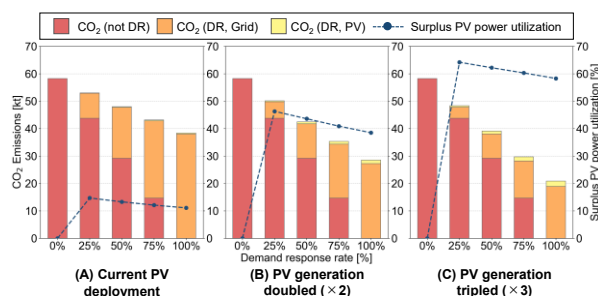 CO₂ (not DR) CO₂ (DR, Grid) CO₂ (DR, PV) Surplus PV power utilization
CO₂ Emissions [kt]
70
60
50
40
30
20
10
0
0% 25% 50% 75% 100%
70
60
50
40
30
20
10
0
0% 25% 50% 75% 100%
70
60
50
40
30
20
10
0
0% 25% 50% 75% 100%
70
60
50
40
30
20
10
0
Surplus PV power utilization [%]
Demand response rate [%]
(A) Current PV
deployment
(B) PV generation
doubled (×2)
(C) PV generation
tripled (×3)